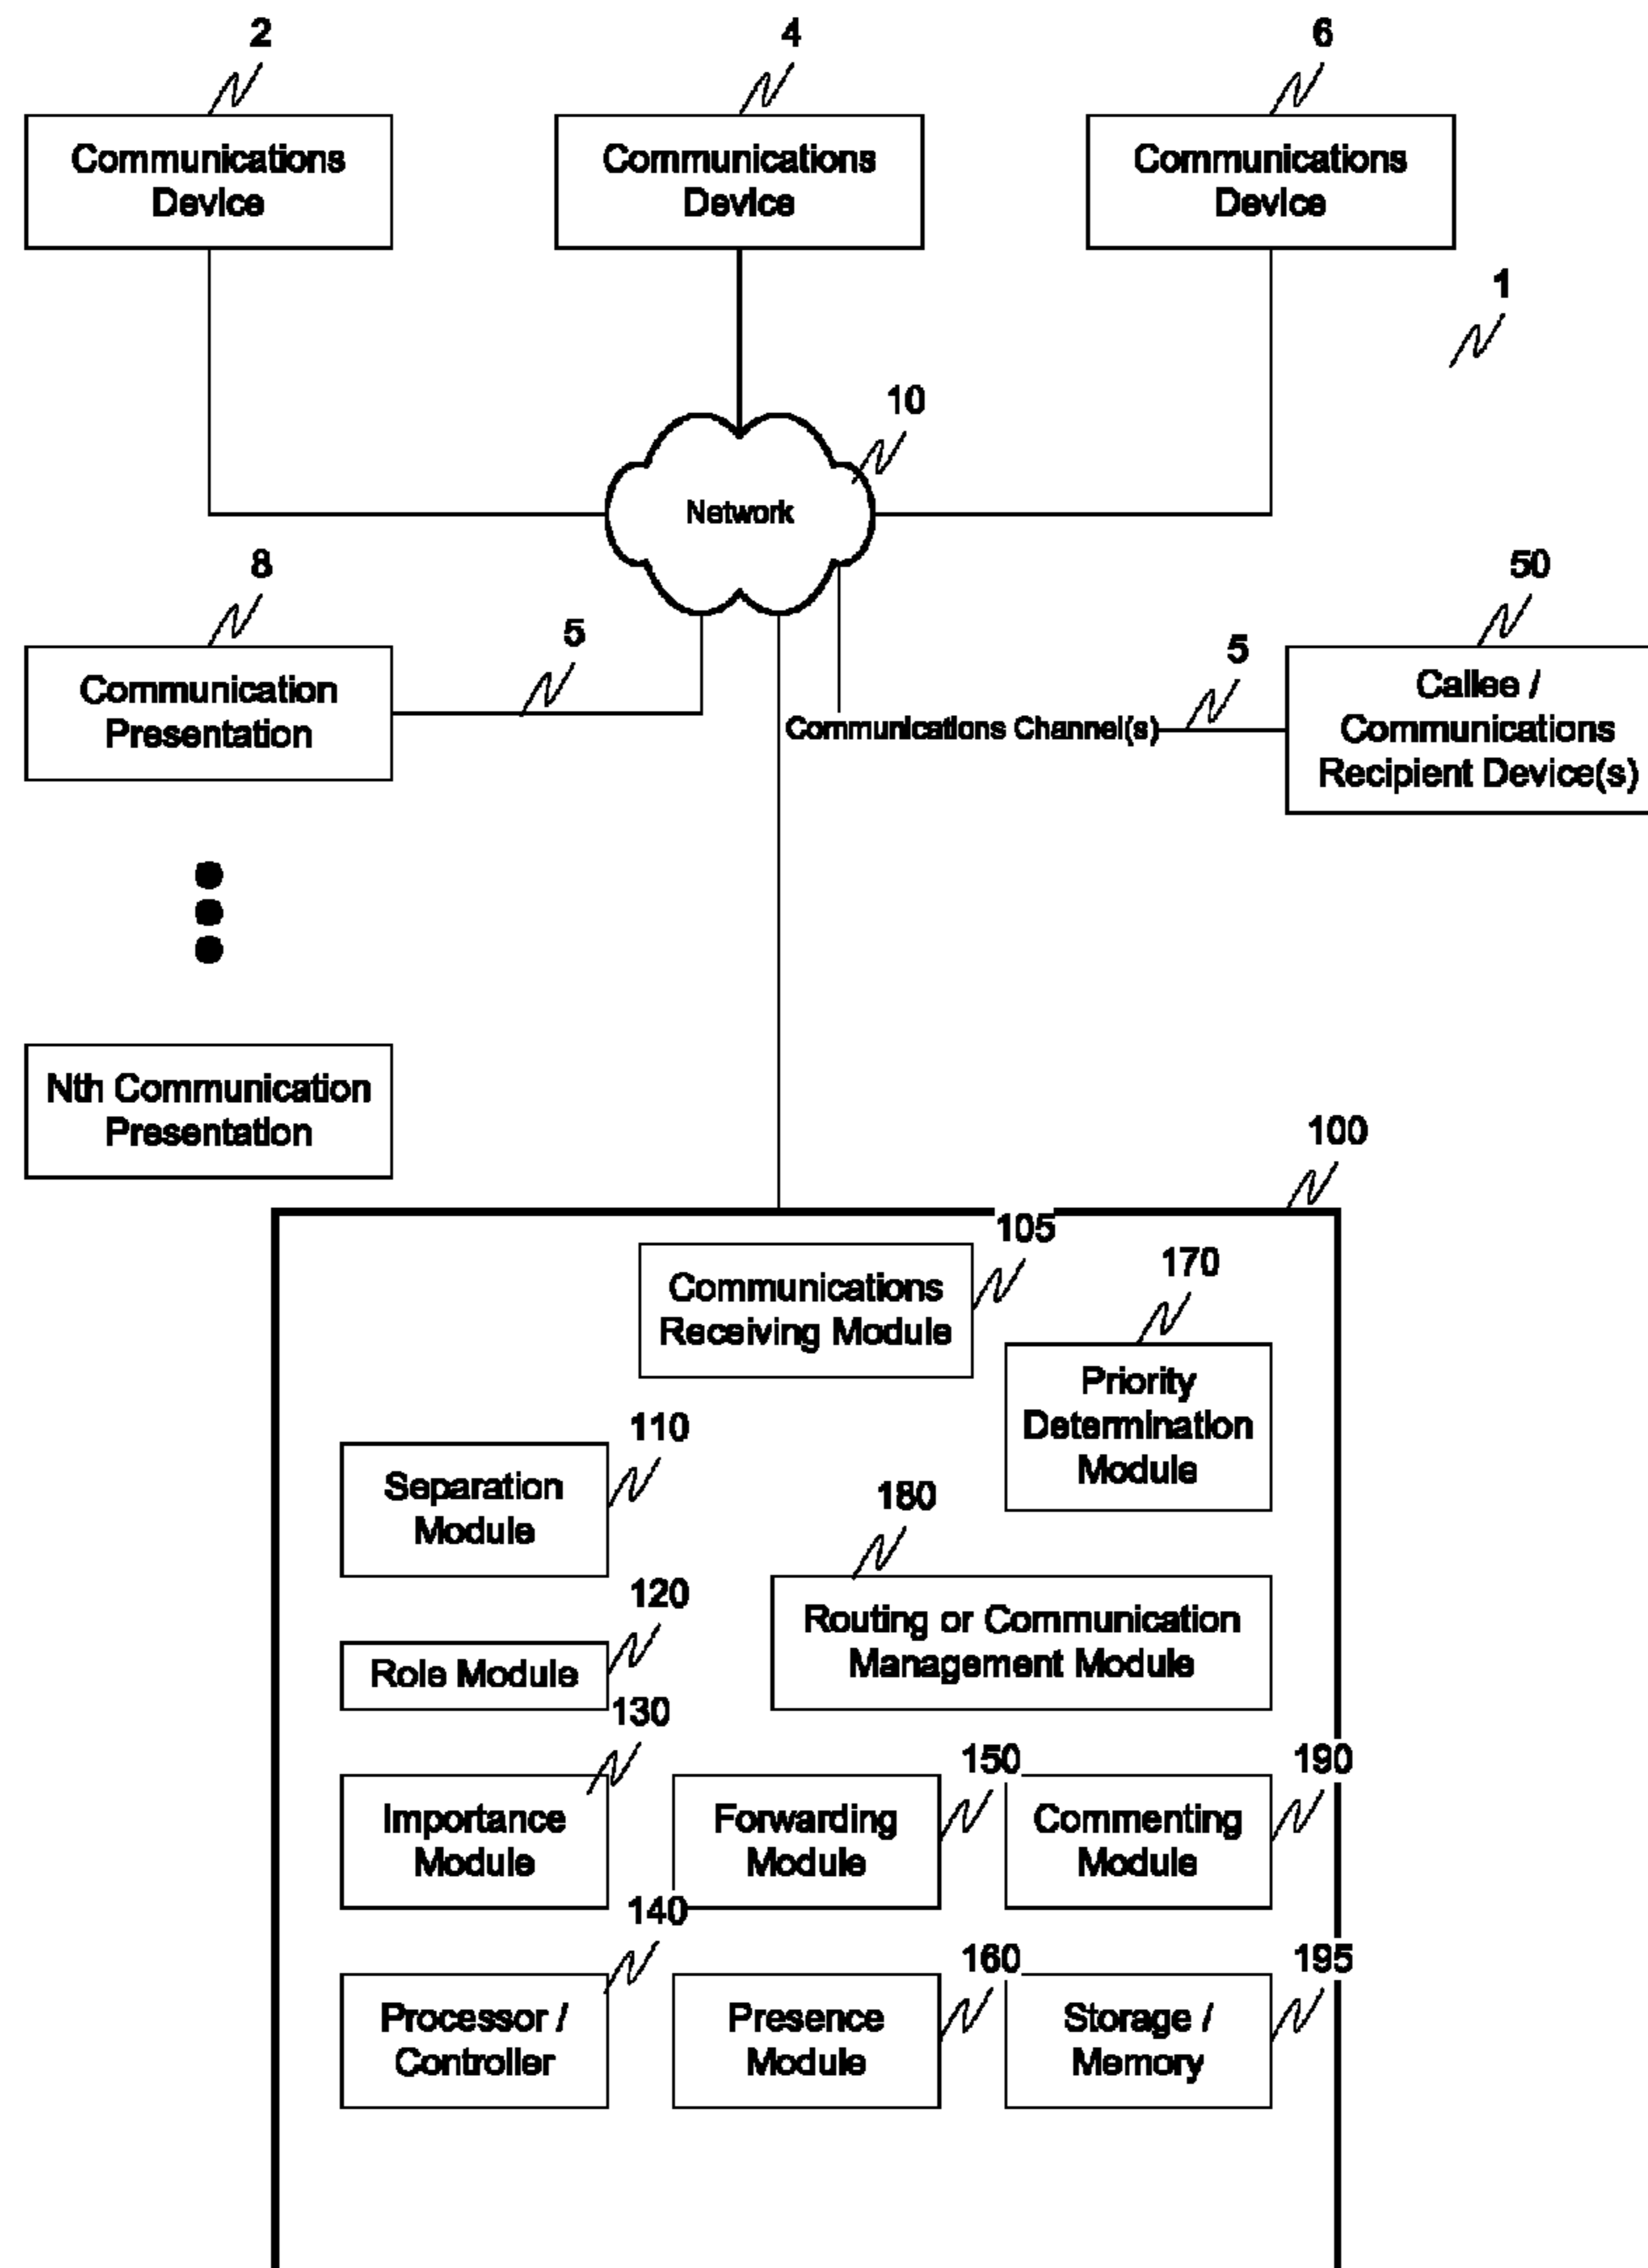 2
4
6
Communications
Device
Communications
Device
Communications
Device
1
10
Network
8
5
5
50
Communication
Presentation
Communications Channel(s)
Callee /
Communications
Recipient Device(s)
Nth Communication
Presentation
100
105
Communications
Receiving Module
170
Priority
Determination
Module
110
Separation
Module
180
Routing or Communication
Management Module
120
Role Module
130
Importance
Module
150
Forwarding
Module
190
Commenting
Module
140
Processor /
Controller
160
Presence
Module
195
Storage /
Memory